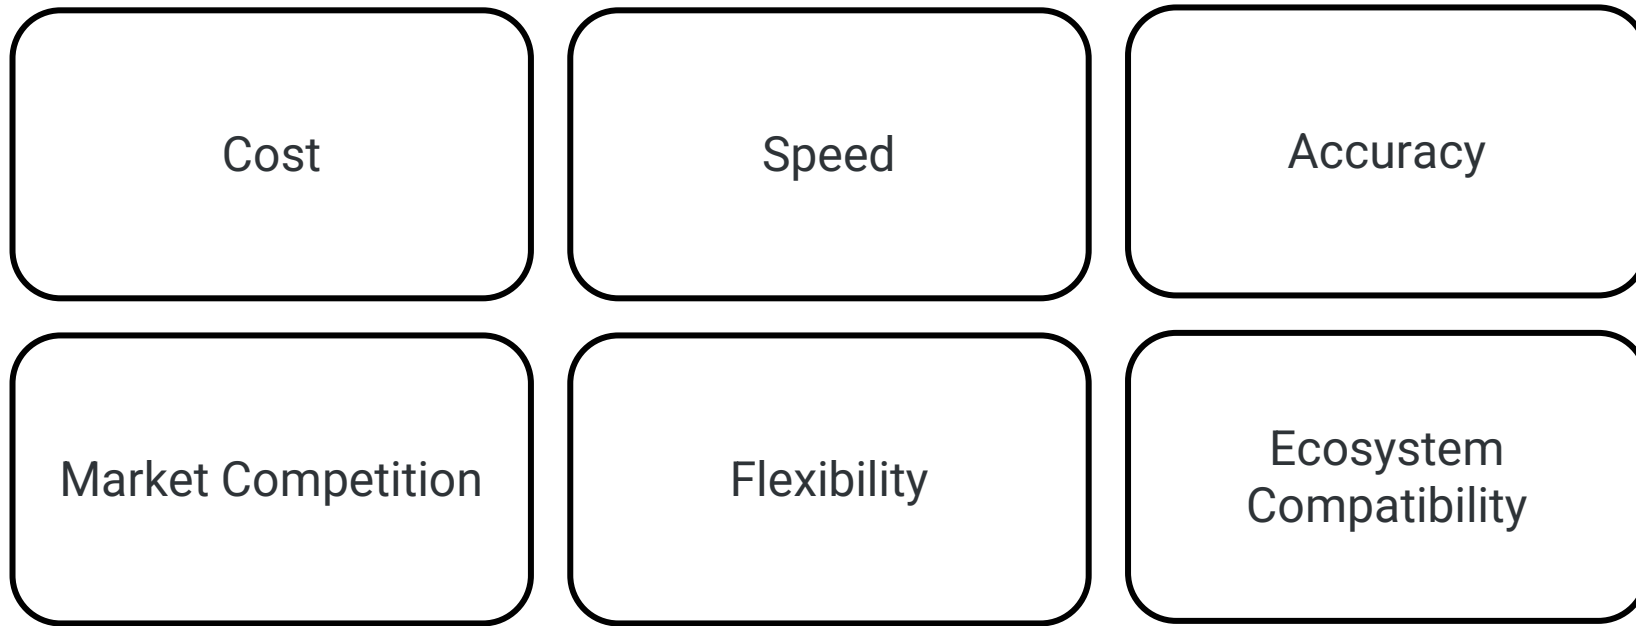 Cost
Speed
Accuracy
Market Competition
Flexibility
Ecosystem
Compatibility